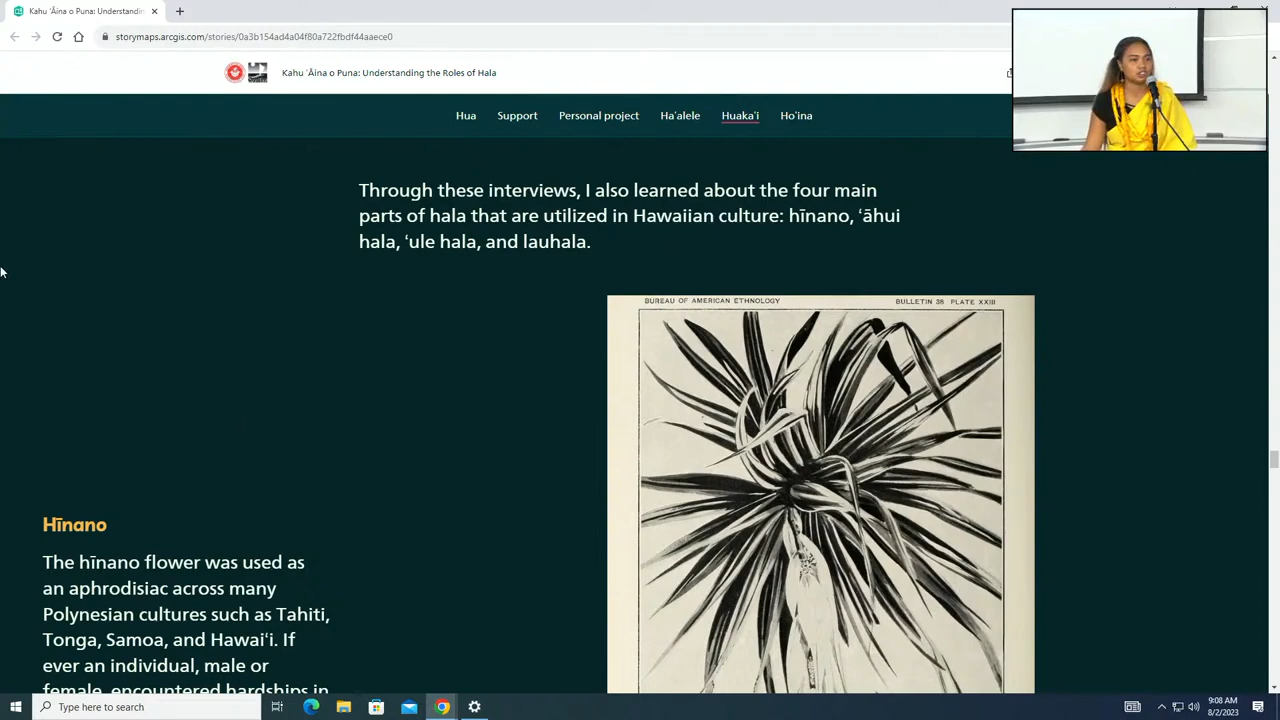 Kahu ʻĀina o Puna: Understandin
storymaps.arcgis.com/stories/0a3b154ad4a04f80a722fbdf44aaece0
Kahu ʻĀina o Puna: Understanding the Roles of Hala
Hua Support Personal project Haʻalele Huakaʻi Hoʻina
Through these interviews, I also learned about the four main
parts of hala that are utilized in Hawaiian culture: hīnano, ʻāhui
hala, ʻule hala, and lauhala.
BUREAU OF AMERICAN ETHNOLOGY BULLETIN 38 PLATE XXIII
Hīnano
The hīnano flower was used as
an aphrodisiac across many
Polynesian cultures such as Tahiti,
Tonga, Samoa, and Hawaiʻi. If
ever an individual, male or
female, encountered hardships in
Type here to search
9:08 AM
8/2/2023